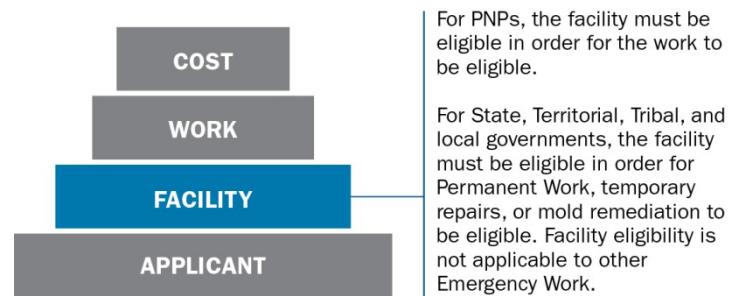 COST
WORK
FACILITY
APPLICANT
For PNPs, the facility must be
eligible in order for the work to
be eligible.
For State, Territorial, Tribal, and
local governments, the facility
must be eligible in order for
Permanent Work, temporary
repairs, or mold remediation to
be eligible. Facility eligibility is
not applicable to other
Emergency Work.